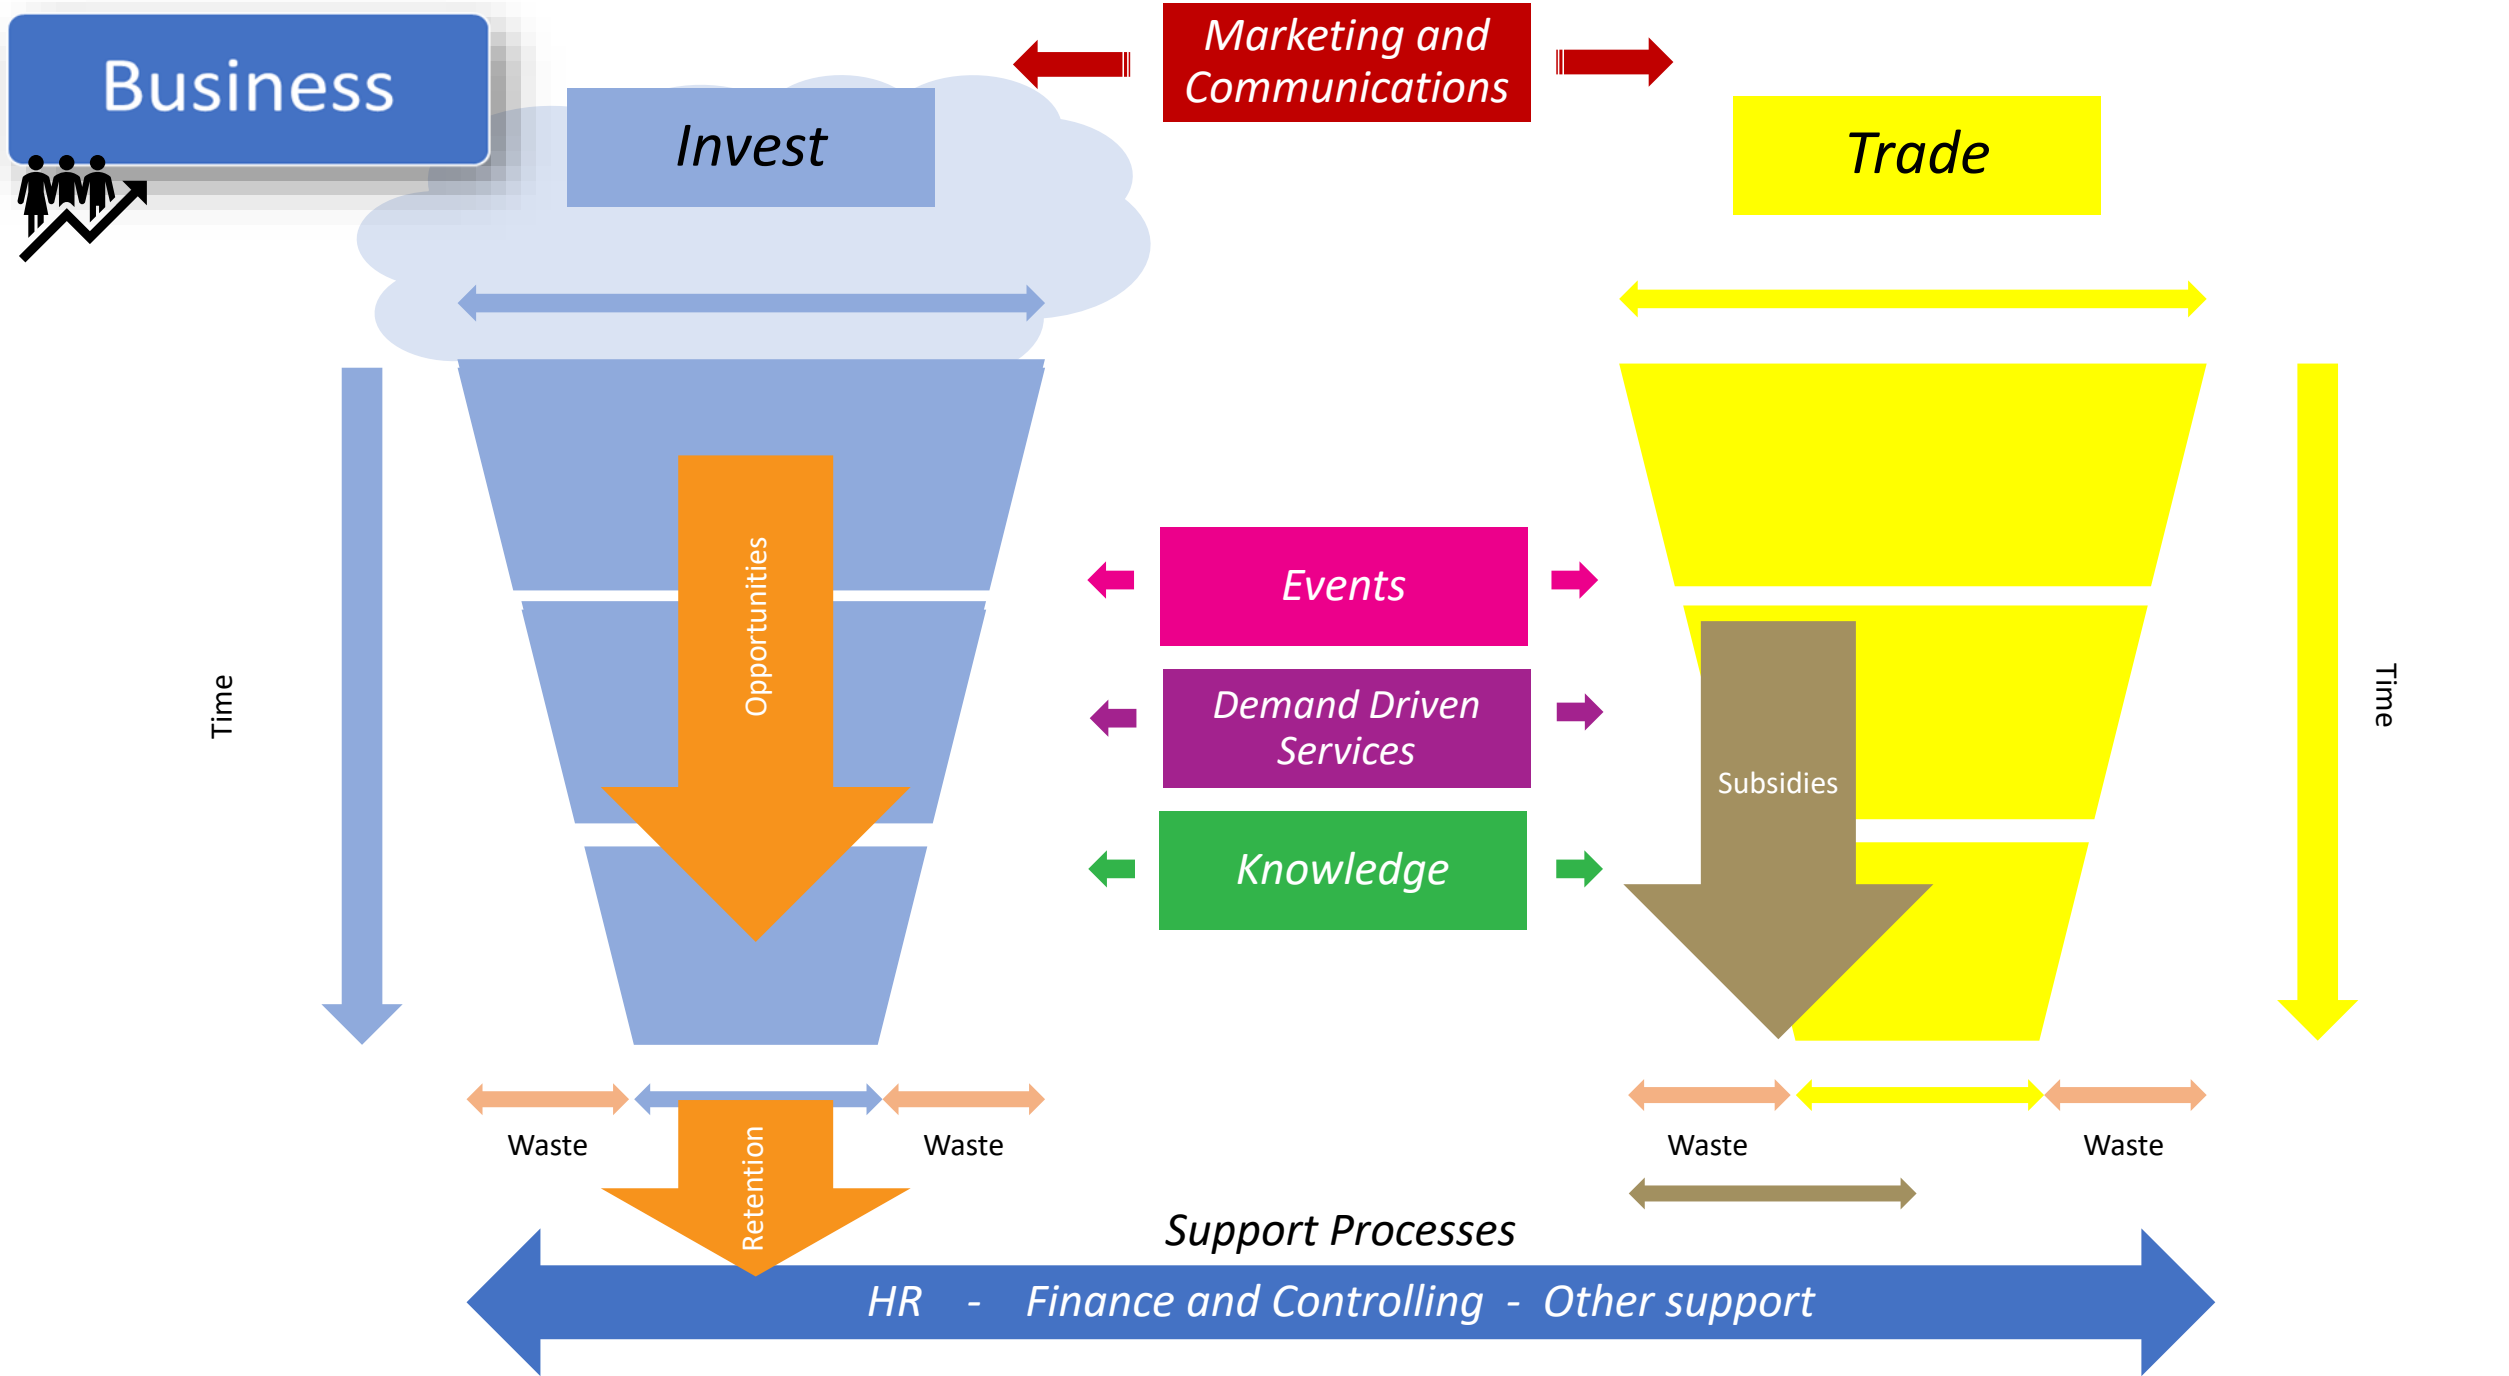 Business
Marketing and
Communications
Invest
Trade
Opportunities
Events
Time
Time
Demand Driven
Services
Subsidies
Knowledge
Waste
Waste
Waste
Waste
Retention
Support Processes
HR - Finance and Controlling - Other support